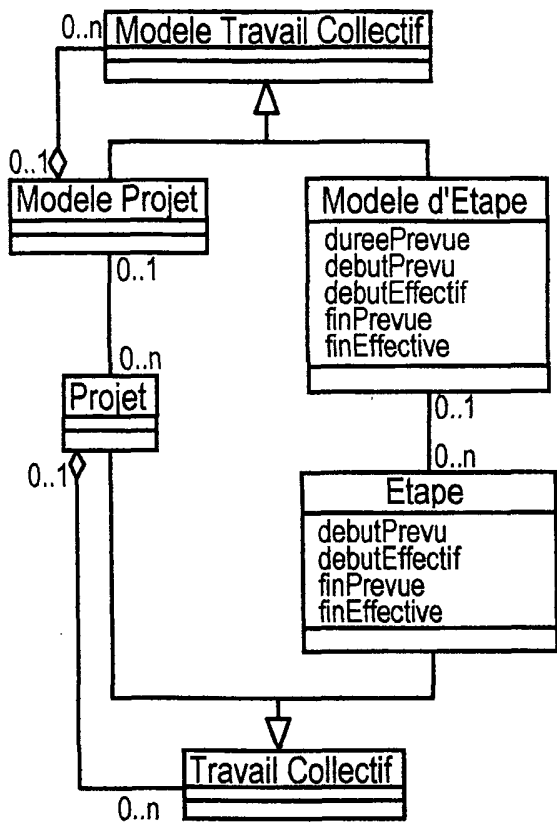 0..n
Modele Travail Collectif
0..1
Modele Projet
0..1
Modele d'Etape
dureePrevue
debutPrevu
debutEffectif
finPrevue
finEffective
0..n
0..1
Projet
0..1
0..n
Etape
debutPrevu
debutEffectif
finPrevue
finEffective
Travail Collectif
0..n